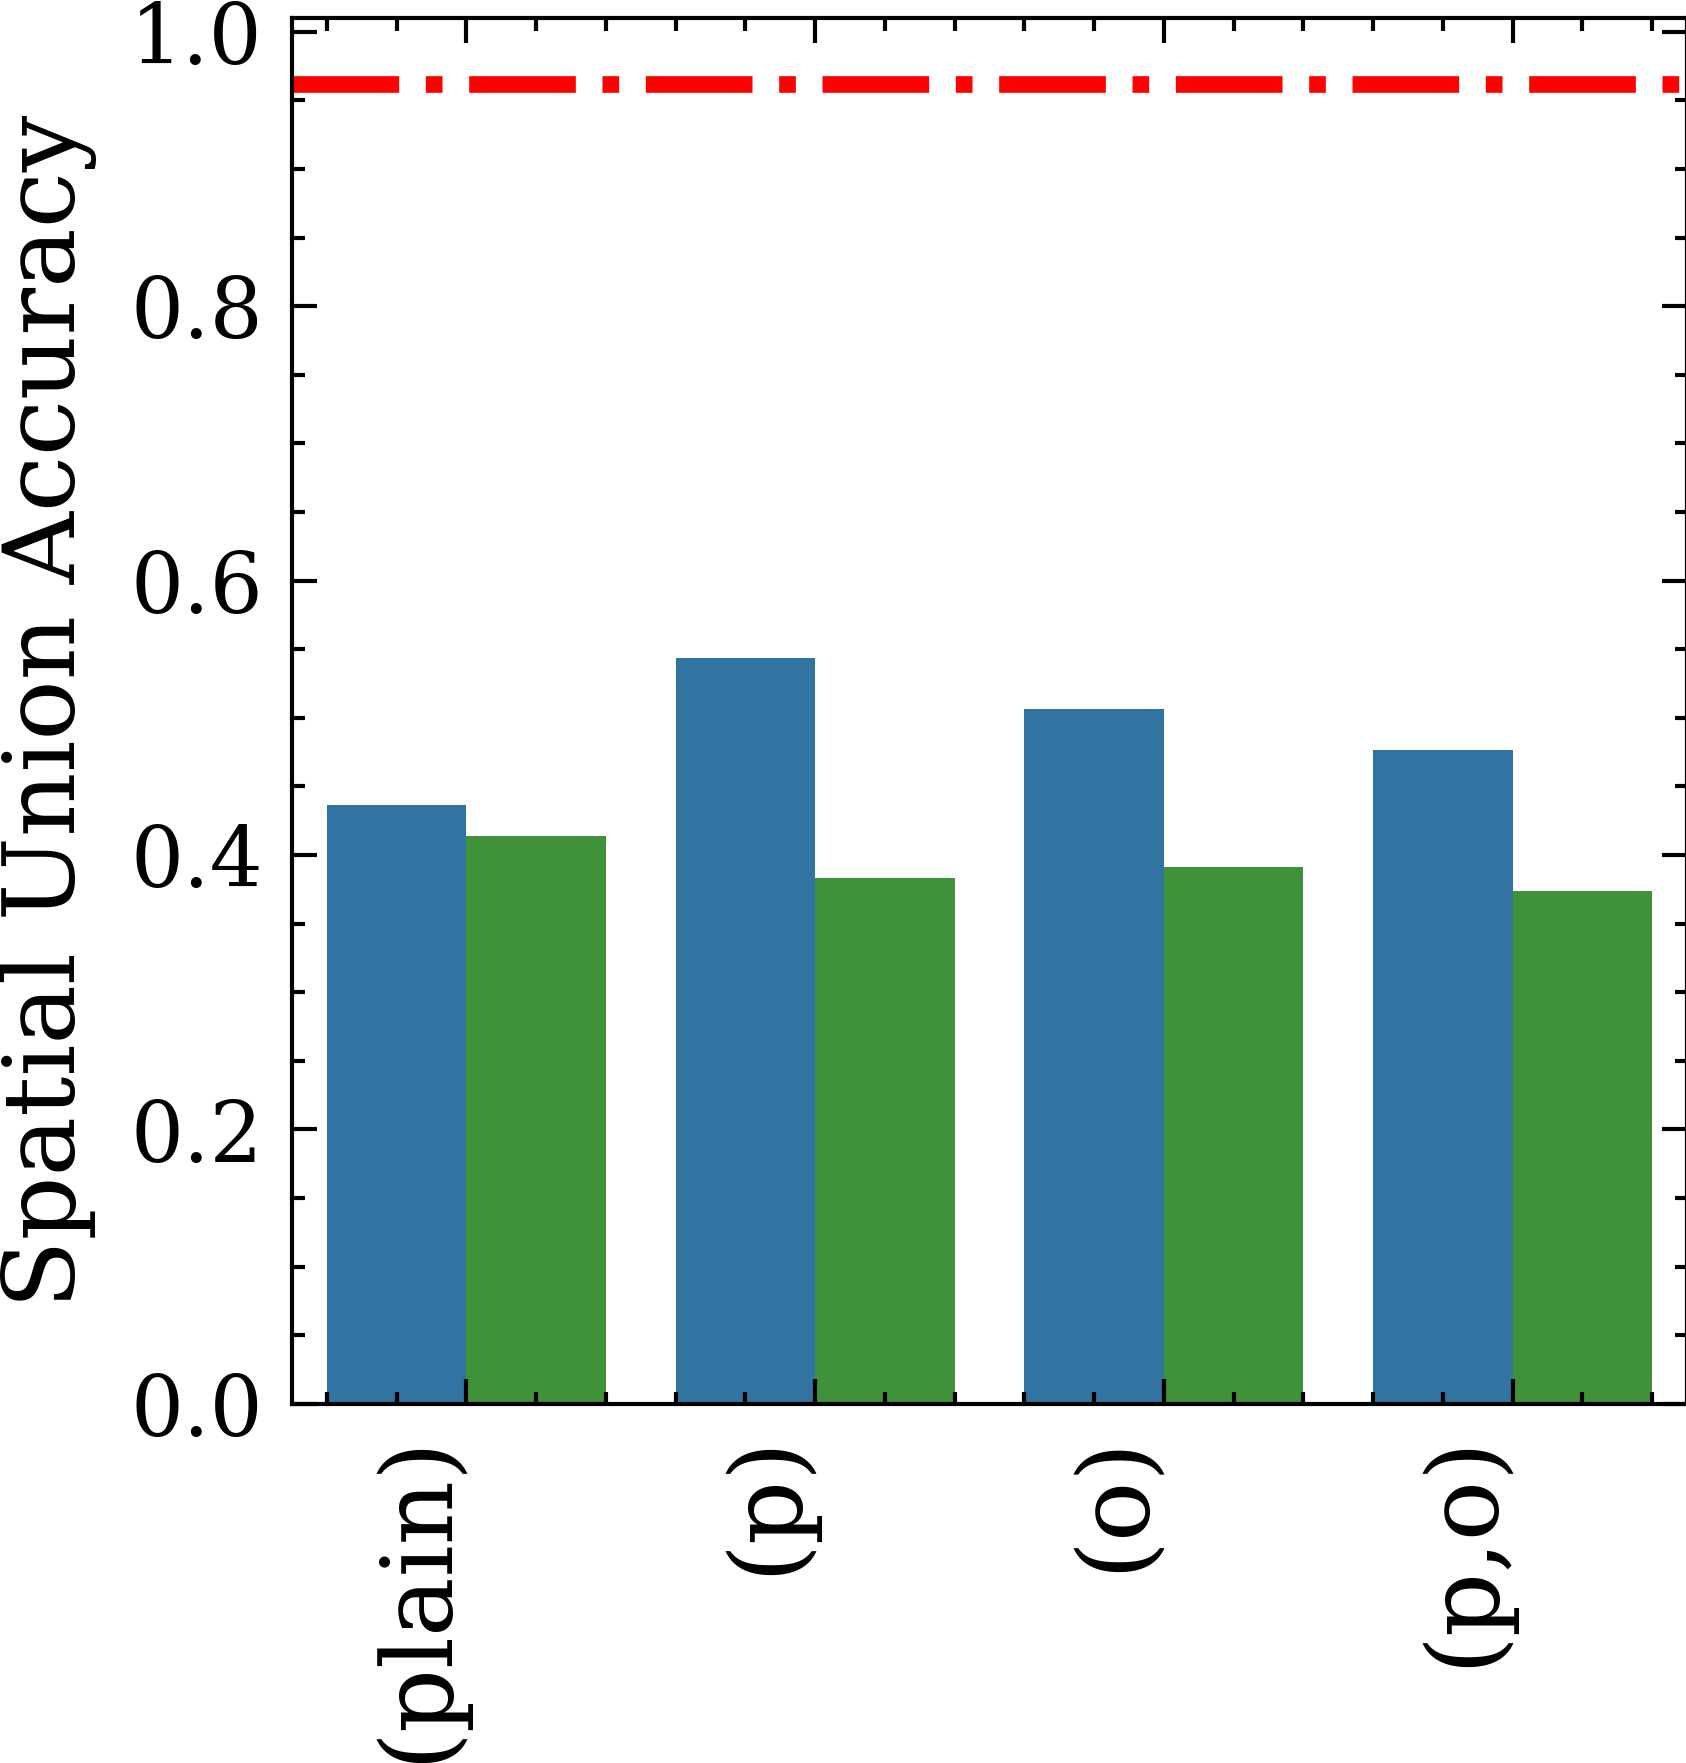 Spatial Union Accuracy
1.0
0.8
0.6
0.4
0.2
0.0
(plain)
(p)
(o)
(p,o)